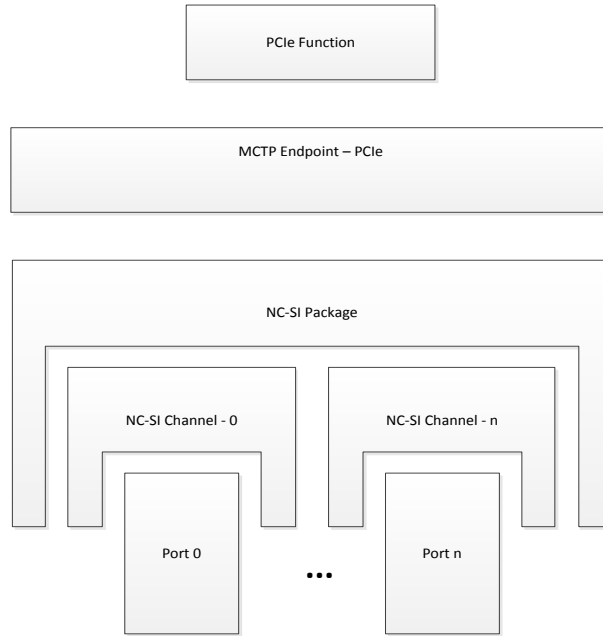 PCIe Function
MCTP Endpoint – PCIe
NC-SI Package
NC-SI Channel - 0
NC-SI Channel - n
Port 0
...
Port n